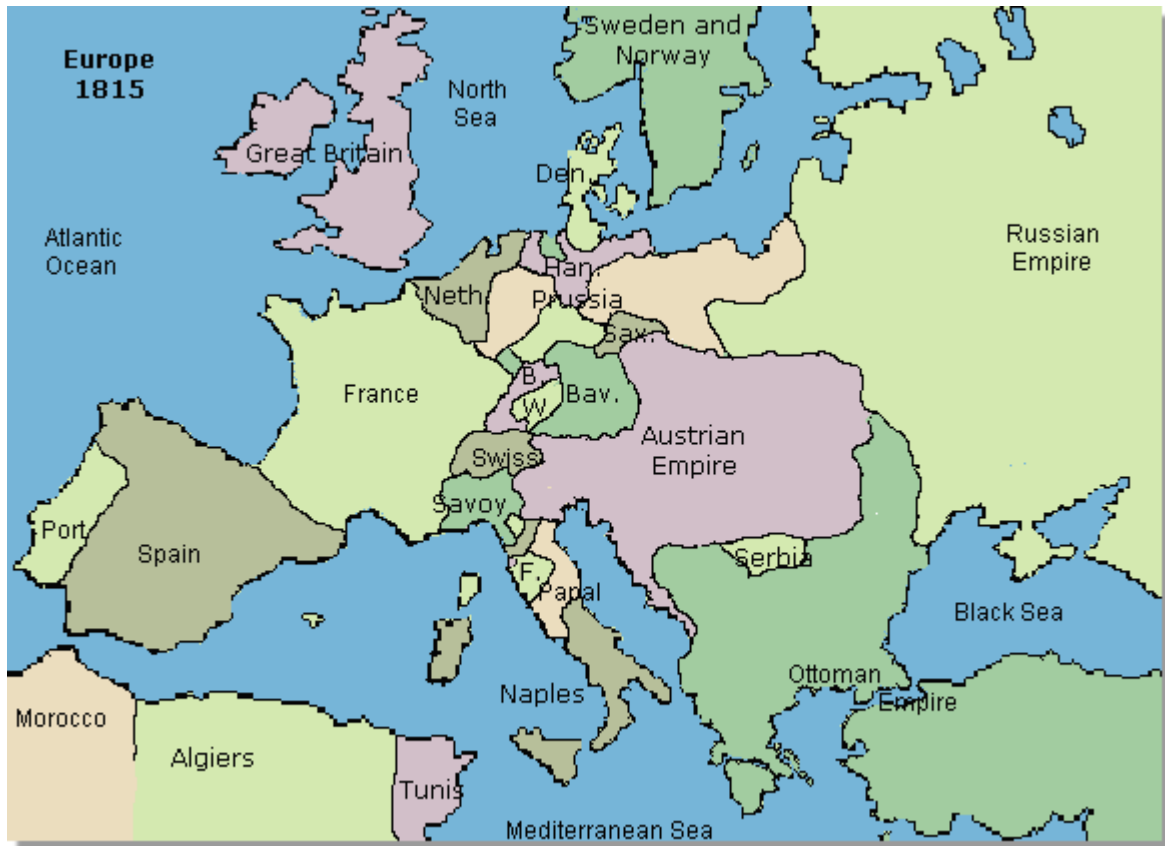 Europe
1815
Sweden and
Norway
North
Sea
Great Britain
Den.
Atlantic
Ocean
Russian
Empire
Han.
Neth.
Prussia
Sax.
B.
France
W.
Bav.
Austrian
Empire
Swiss
Savoy
Port.
Spain
Serbia
F.
Papal
Black Sea
Ottoman
Empire
Naples
Morocco
Algiers
Tunis
Mediterranean Sea